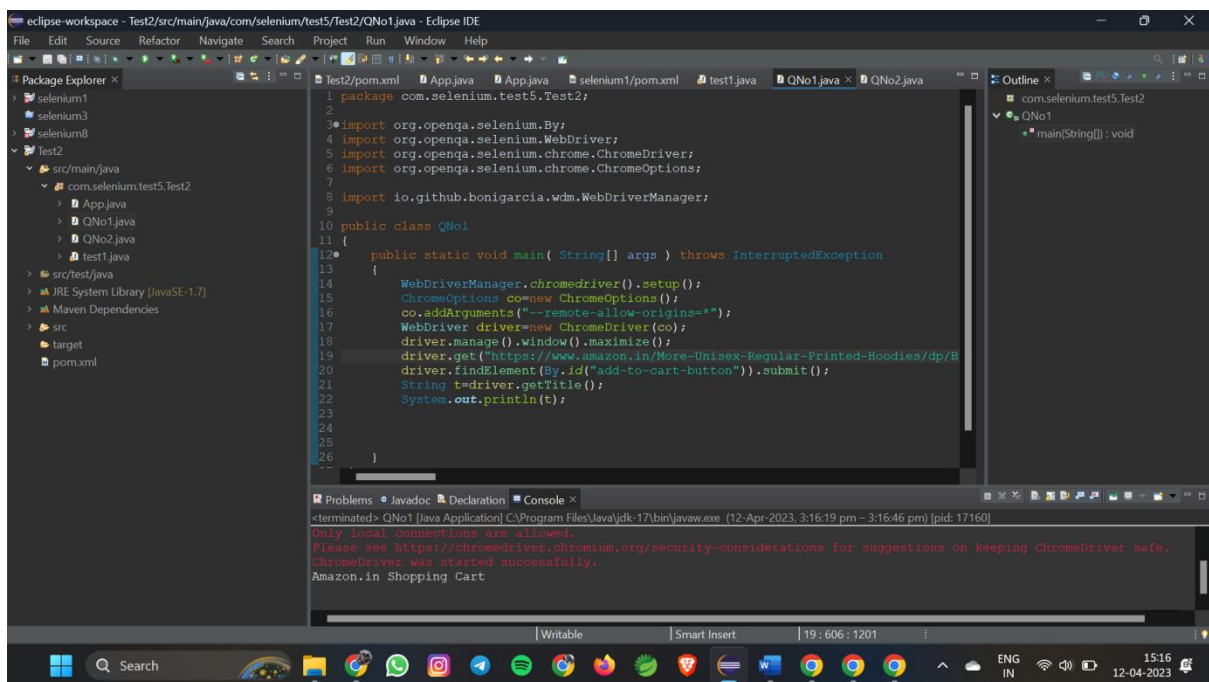 eclipse-workspace - Test2/src/main/java/com/selenium/test5/Test2/QNo1.java - Eclipse IDE
File Edit Source Refactor Navigate Search Project Run Window Help
Package Explorer
selenium1
selenium3
selenium8
Test2
src/main/java
com.selenium.test5.Test2
App.java
QNo1.java
QNo2.java
test1.java
src/test/java
JRE System Library [JavaSE-1.7]
Maven Dependencies
src
target
pom.xml
Test2/pom.xml App.java App.java selenium1/pom.xml test1.java QNo1.java QNo2.java
1 package com.selenium.test5.Test2;
2
3 import org.openqa.selenium.By;
4 import org.openqa.selenium.WebDriver;
5 import org.openqa.selenium.chrome.ChromeDriver;
6 import org.openqa.selenium.chrome.ChromeOptions;
7
8 import io.github.bonigarcia.wdm.WebDriverManager;
9
10 public class QNo1
11 {
12 public static void main( String[] args ) throws InterruptedException
13 {
14 WebDriverManager.chromedriver().setup();
15 ChromeOptions co=new ChromeOptions();
16 co.addArguments("--remote-allow-origins=*");
17 WebDriver driver=new ChromeDriver(co);
18 driver.manage().window().maximize();
19 driver.get("https://www.amazon.in/More-Unisex-Regular-Printed-Hoodies/dp/B
20 driver.findElement(By.id("add-to-cart-button")).submit();
21 String t=driver.getTitle();
22 System.out.println(t);
23
24
25
26 }
Outline
com.selenium.test5.Test2
QNo1
main(String[]) : void
Problems Javadoc Declaration Console
<terminated> QNo1 [Java Application] C:\Program Files\Java\jdk-17\bin\javaw.exe (12-Apr-2023, 3:16:19 pm – 3:16:46 pm) [pid: 17160]
Only local connections are allowed.
Please see https://chromedriver.chromium.org/security-considerations for suggestions on keeping ChromeDriver safe.
ChromeDriver was started successfully.
Amazon.in Shopping Cart
Writable Smart Insert 19 : 606 : 1201
Search
ENG
IN
15:16
12-04-2023